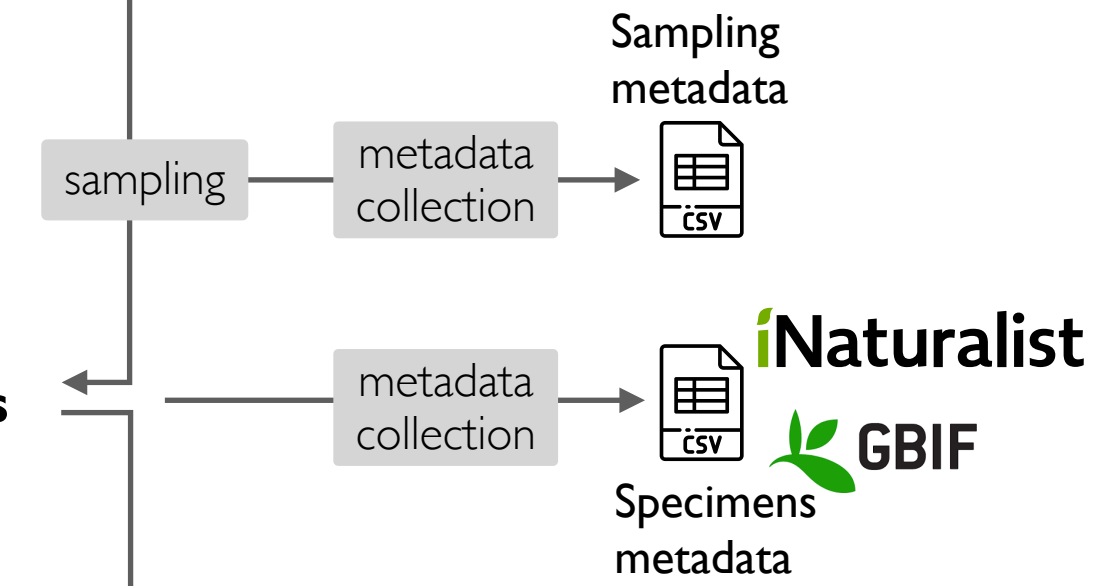 Sampling
metadata
sampling
metadata
collection
CSV
iNaturalist
s
metadata
collection
CSV
GBIF
Specimens
metadata